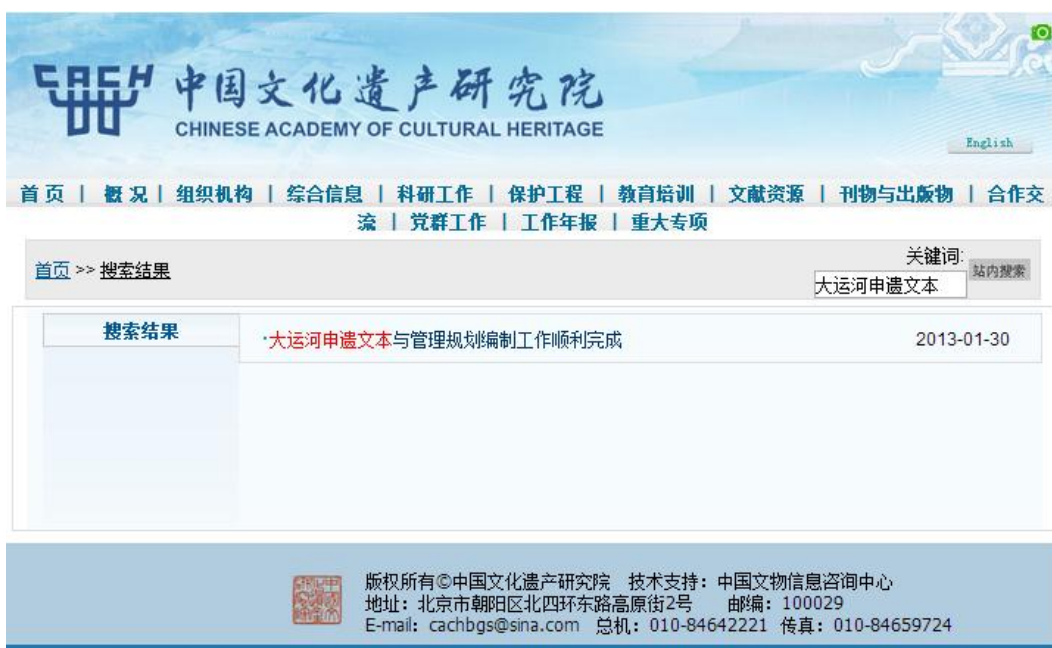 CACH 中国文化遗产研究院
CHINESE ACADEMY OF CULTURAL HERITAGE
English
首 页 | 概 况 | 组织机构 | 综合信息 | 科研工作 | 保护工程 | 教育培训 | 文献资源 | 刊物与出版物 | 合作交
流 | 党群工作 | 工作年报 | 重大专项
首页 >> 搜索结果
关键词:
大运河申遗文本 站内搜索
搜索结果
·大运河申遗文本与管理规划编制工作顺利完成 2013-01-30
版权所有©中国文化遗产研究院 技术支持：中国文物信息咨询中心
地址：北京市朝阳区北四环东路高原街2号 邮编：100029
E-mail：cachbgs@sina.com 总机：010-84642221 传真：010-84659724